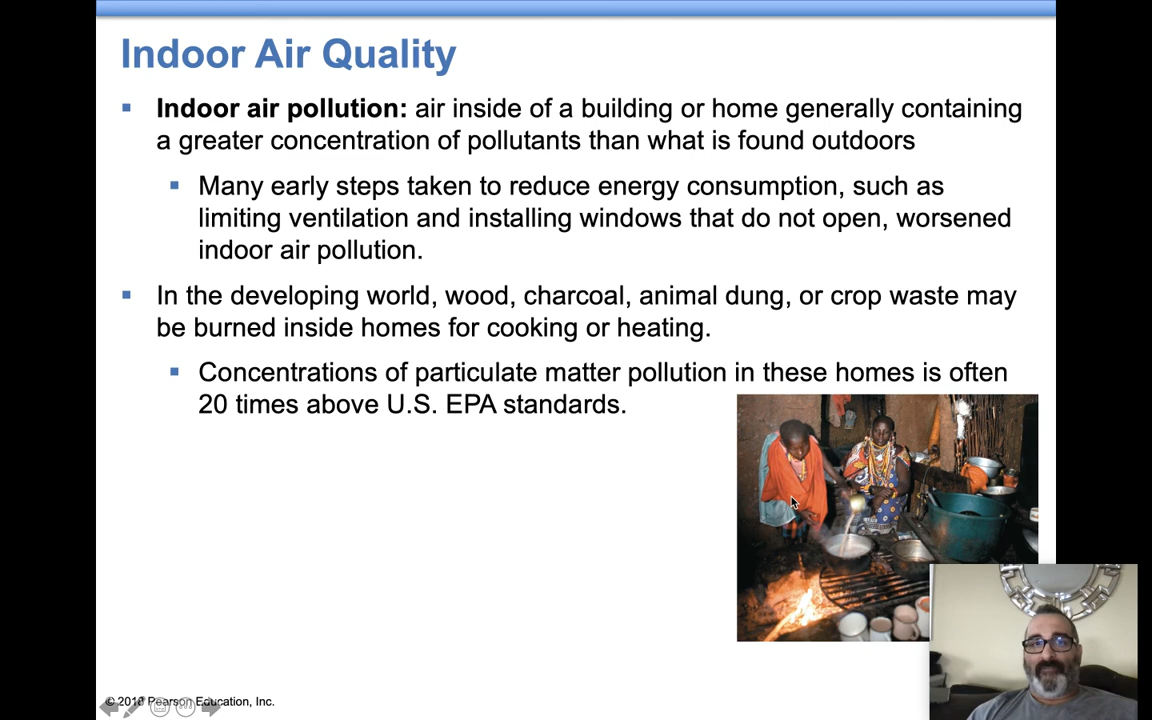 Indoor Air Quality
Indoor air pollution: air inside of a building or home generally containing
a greater concentration of pollutants than what is found outdoors
Many early steps taken to reduce energy consumption, such as
limiting ventilation and installing windows that do not open, worsened
indoor air pollution.
In the developing world, wood, charcoal, animal dung, or crop waste may
be burned inside homes for cooking or heating.
Concentrations of particulate matter pollution in these homes is often
20 times above U.S. EPA standards.
© 2018 Pearson Education, Inc.